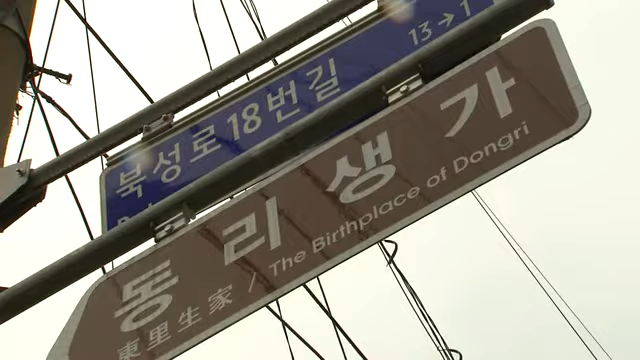 북성로18번길
13→1
동리생가
東里生家 / The Birthplace of Dongri